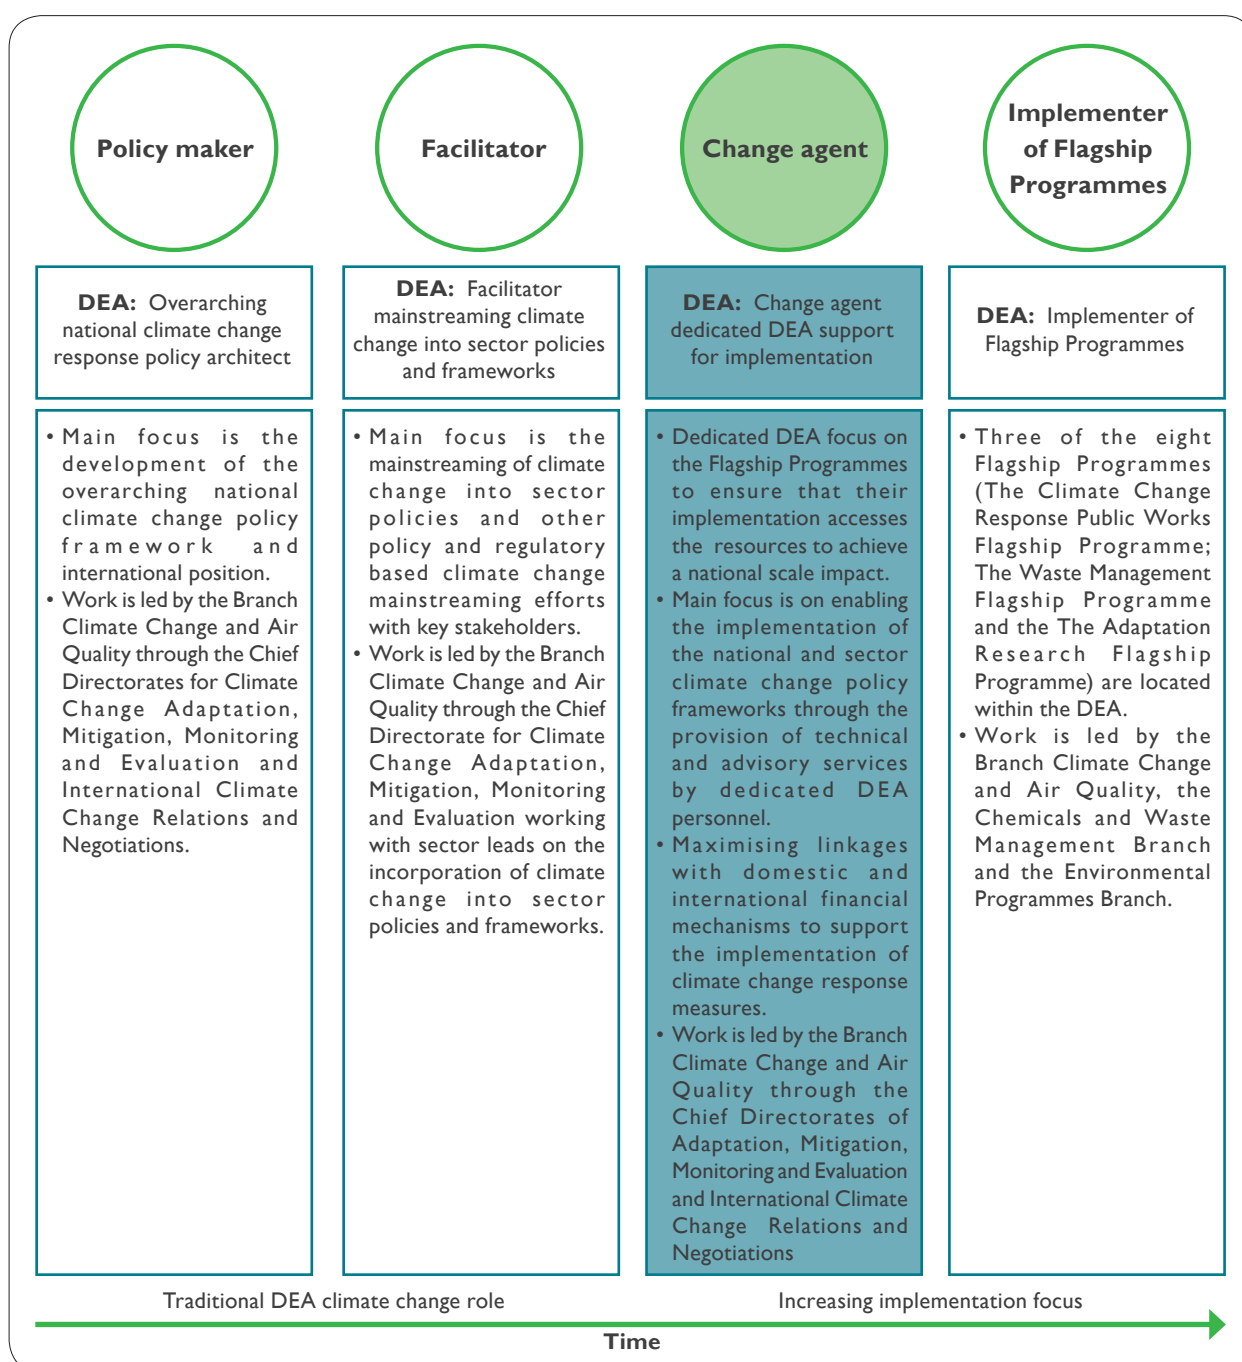 Policy maker
Facilitator
Change agent
Implementer
of Flagship
Programmes
DEA: Overarching
national climate change
response policy architect
DEA: Facilitator
mainstreaming climate
change into sector policies
and frameworks
DEA: Change agent
dedicated DEA support
for implementation
DEA: Implementer of
Flagship Programmes
• Main focus is the
development of the
overarching national
climate change policy
framework and
international position.
• Work is led by the Branch
Climate Change and Air
Quality through the Chief
Directorates for Climate
Change Adaptation,
Mitigation, Monitoring
and Evaluation and
International Climate
Change Relations and
Negotiations.
• Main focus is the
mainstreaming of climate
change into sector
policies and other
policy and regulatory
based climate change
mainstreaming efforts
with key stakeholders.
• Work is led by the Branch
Climate Change and Air
Quality through the Chief
Directorate for Climate
Change Adaptation,
Mitigation, Monitoring
and Evaluation working
with sector leads on the
incorporation of climate
change into sector
policies and frameworks.
• Dedicated DEA focus on
the Flagship Programmes
to ensure that their
implementation accesses
the resources to achieve
a national scale impact.
• Main focus is on enabling
the implementation of
the national and sector
climate change policy
frameworks through the
provision of technical
and advisory services
by dedicated DEA
personnel.
• Maximising linkages
with domestic and
international financial
mechanisms to support
the implementation of
climate change response
measures.
• Work is led by the Branch
Climate Change and Air
Quality through the
Chief Directorates of
Adaptation, Mitigation,
Monitoring and Evaluation
and International Climate
Change Relations and
Negotiations
• Three of the eight
Flagship Programmes
(The Climate Change
Response Public Works
Flagship Programme;
The Waste Management
Flagship Programme
and the The Adaptation
Research Flagship
Programme) are located
within the DEA.
• Work is led by the
Branch Climate Change
and Air Quality, the
Chemicals and Waste
Management Branch
and the Environmental
Programmes Branch.
Traditional DEA climate change role
Increasing implementation focus
Time